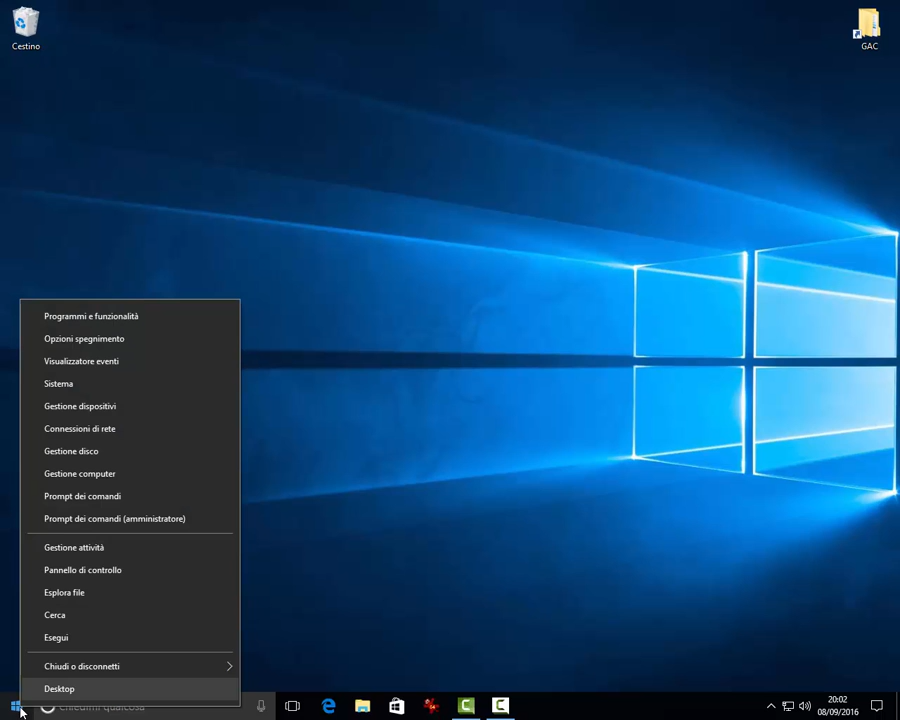 Cestino
GAC
Programmi e funzionalità
Opzioni spegnimento
Visualizzatore eventi
Sistema
Gestione dispositivi
Connessioni di rete
Gestione disco
Gestione computer
Prompt dei comandi
Prompt dei comandi (amministratore)
Gestione attività
Pannello di controllo
Esplora file
Cerca
Esegui
Chiudi o disconnetti
Desktop
Chiedimi qualcosa
20:02
08/09/2016